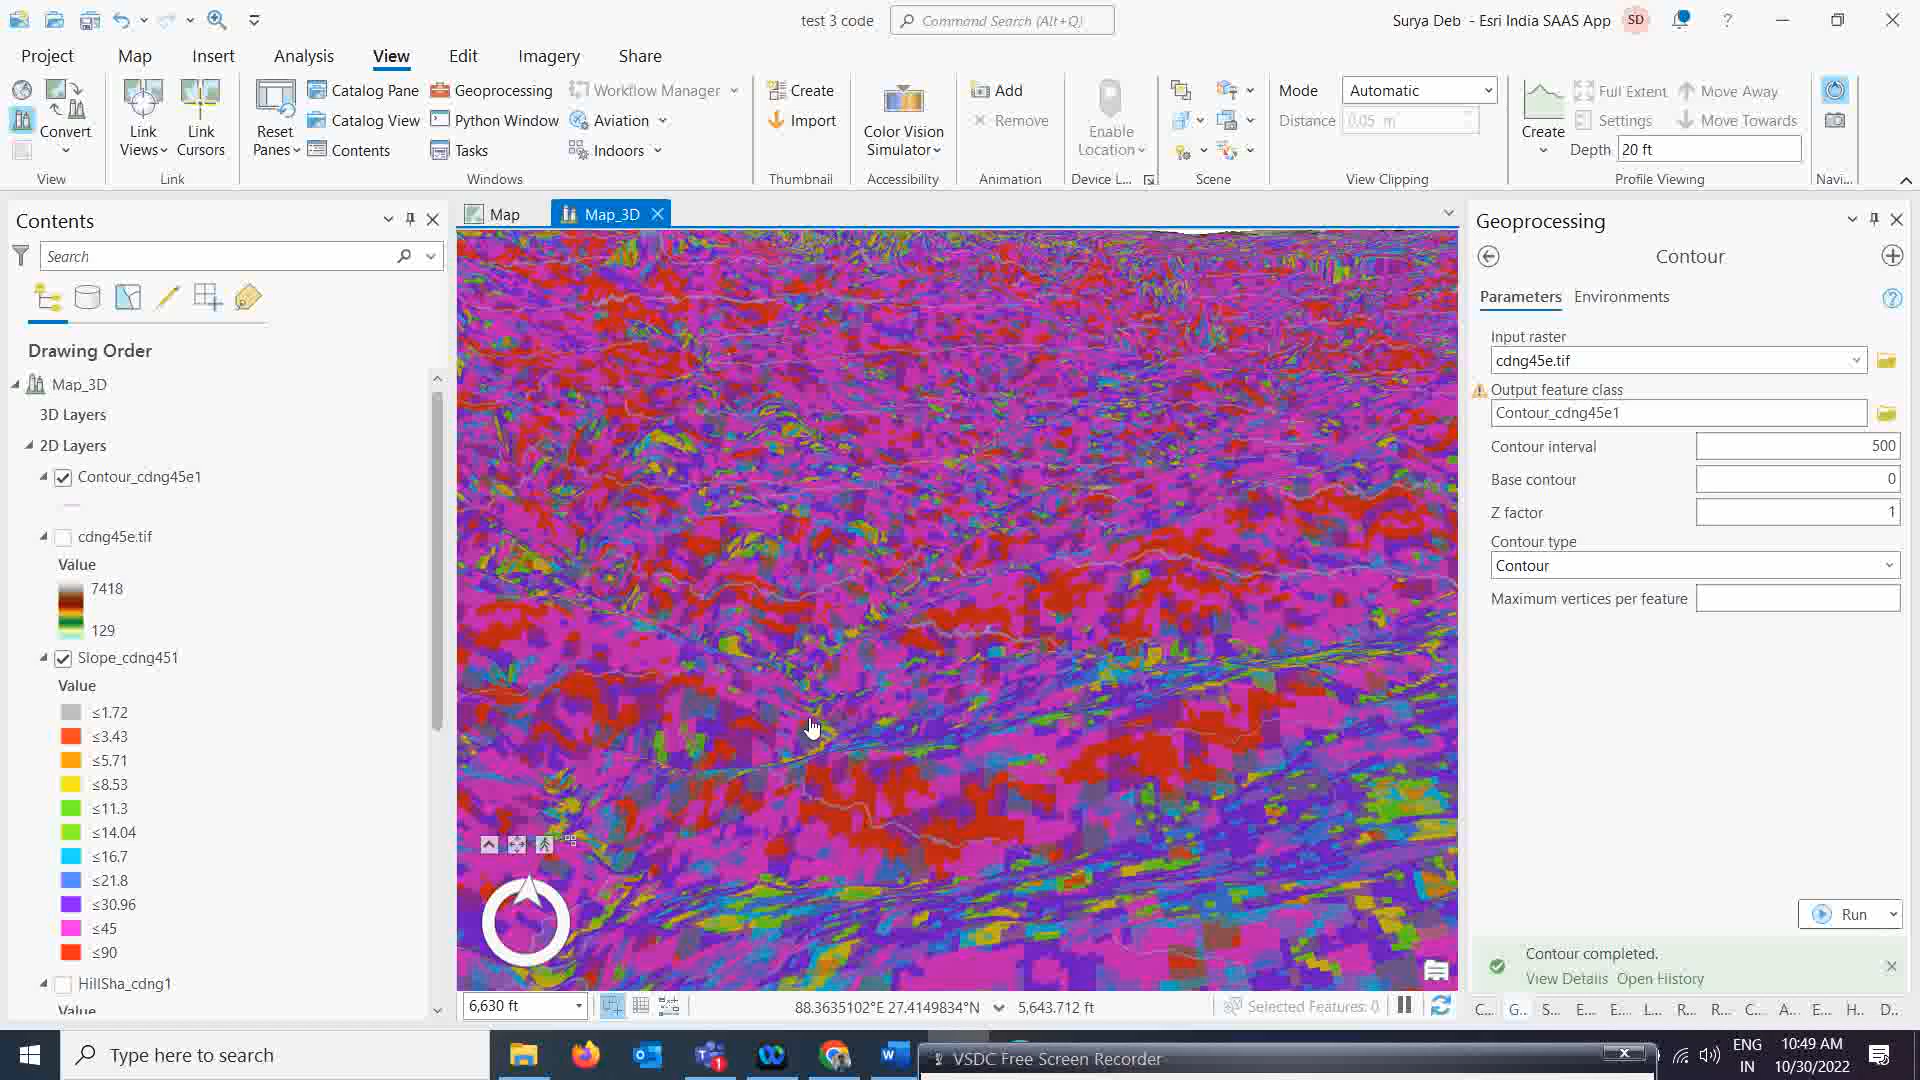 test 3 code
Command Search (Alt+Q)
Surya Deb - Esri India SAAS App
SD
?
Project
Map
Insert
Analysis
View
Edit
Imagery
Share
Convert
View
Link Views
Link Cursors
Link
Reset Panes
Catalog Pane
Catalog View
Contents
Geoprocessing
Python Window
Tasks
Workflow Manager
Aviation
Indoors
Windows
Create
Import
Thumbnail
Color Vision Simulator
Accessibility
Add
Remove
Animation
Enable Location
Device L...
Scene
Mode
Automatic
Distance
0.05 m
View Clipping
Create
Full Extent
Settings
Move Away
Move Towards
Depth
20 ft
Profile Viewing
Navi...
Contents
Search
Drawing Order
Map_3D
3D Layers
2D Layers
Contour_cdng45e1
cdng45e.tif
Value
7418
129
Slope_cdng451
Value
≤1.72
≤3.43
≤5.71
≤8.53
≤11.3
≤14.04
≤16.7
≤21.8
≤30.96
≤45
≤90
HillSha_cdng1
Value
Map
Map_3D
6,630 ft
88.3635102°E 27.4149834°N
5,643.712 ft
Selected Features: 0
Geoprocessing
Contour
Parameters
Environments
?
Input raster
cdng45e.tif
Output feature class
Contour_cdng45e1
Contour interval
500
Base contour
0
Z factor
1
Contour type
Contour
Maximum vertices per feature
Run
Contour completed.
View Details
Open History
C...
G..
S...
E...
E...
L...
R...
R...
C...
A...
E...
H..
D..
Type here to search
VSDC Free Screen Recorder
ENG
IN
10:49 AM
10/30/2022